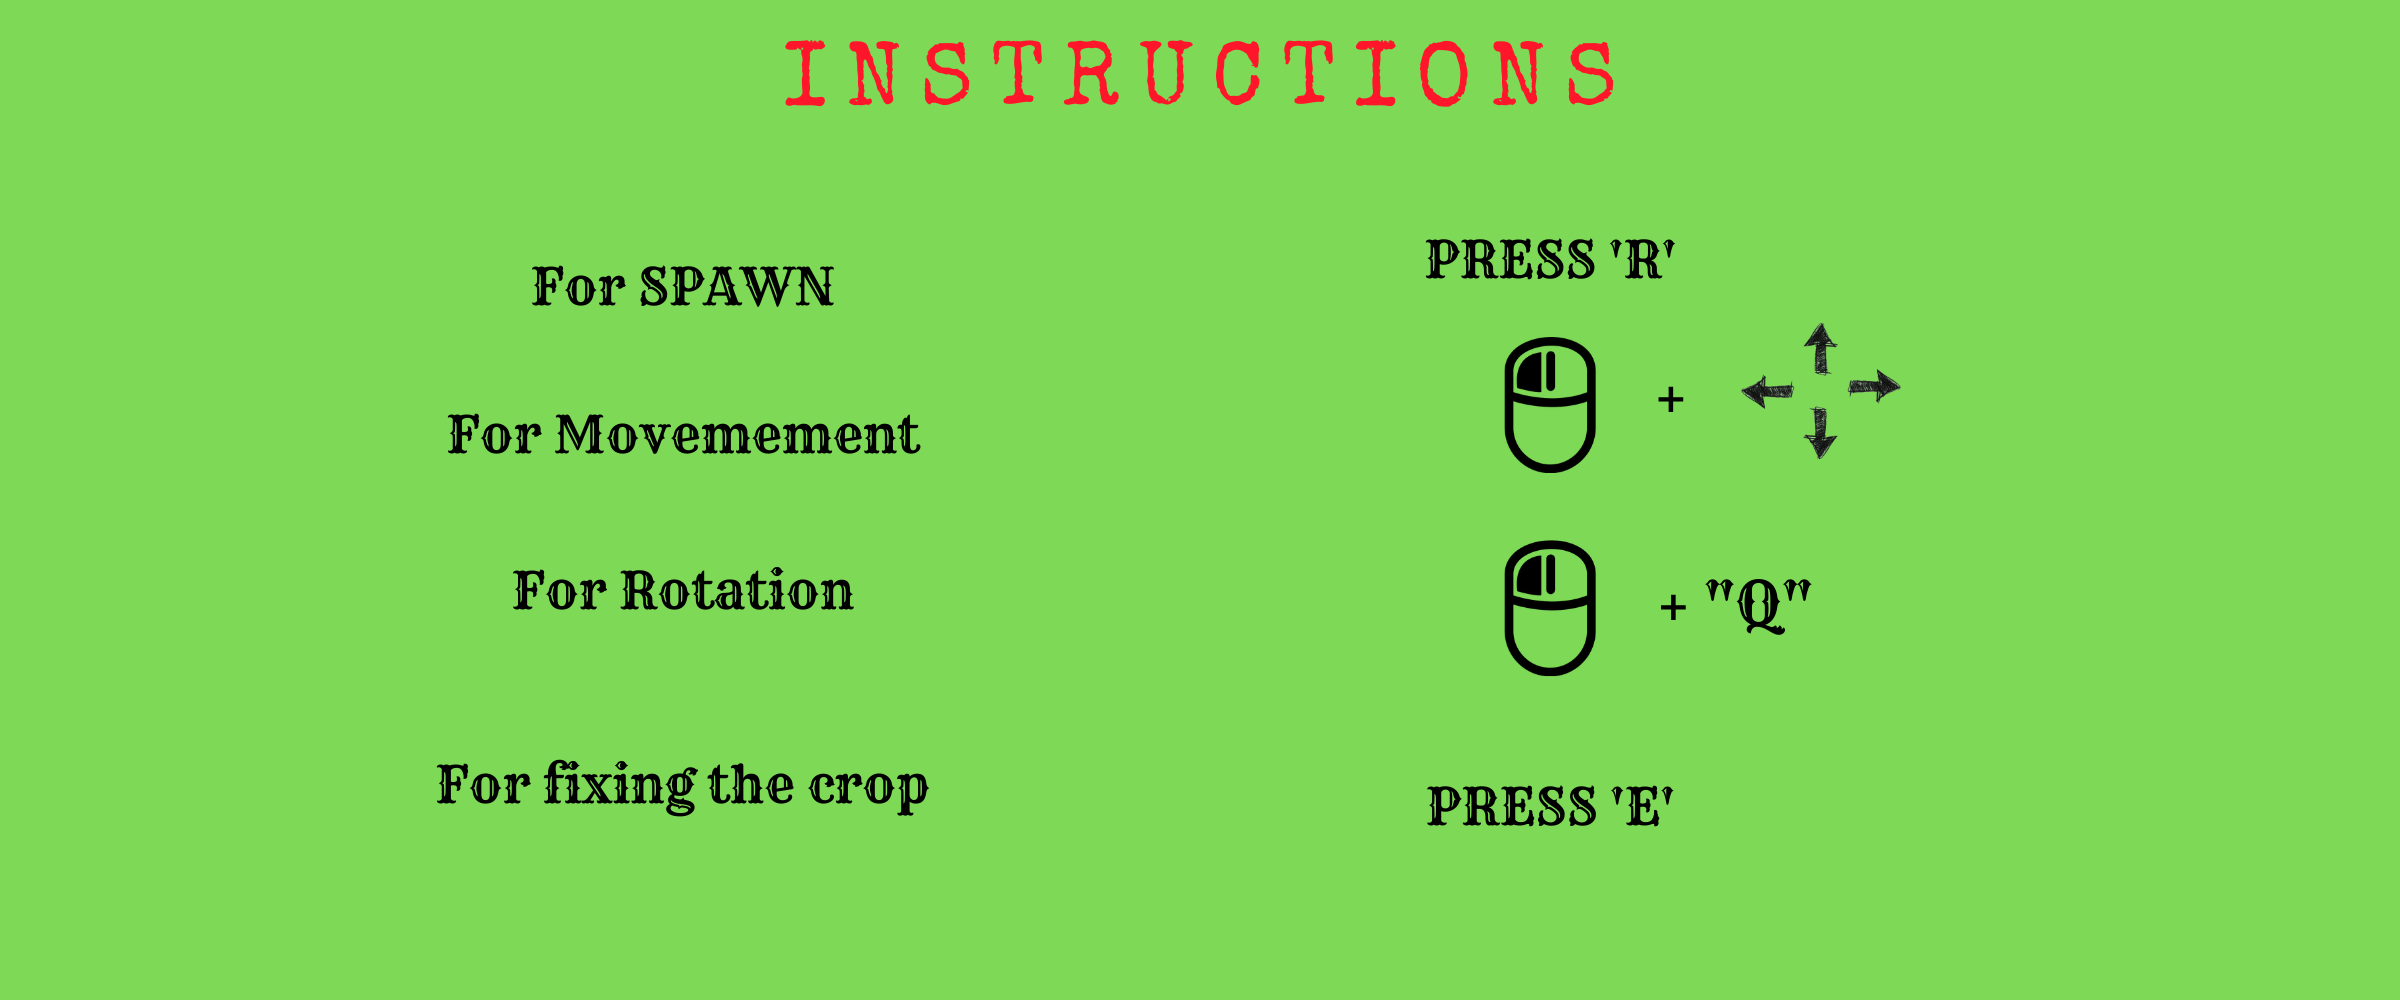 INSTRUCTIONS
For SPAWN
PRESS 'R'
For Movemement
+
For Rotation
+ "Q"
For fixing the crop
PRESS 'E'